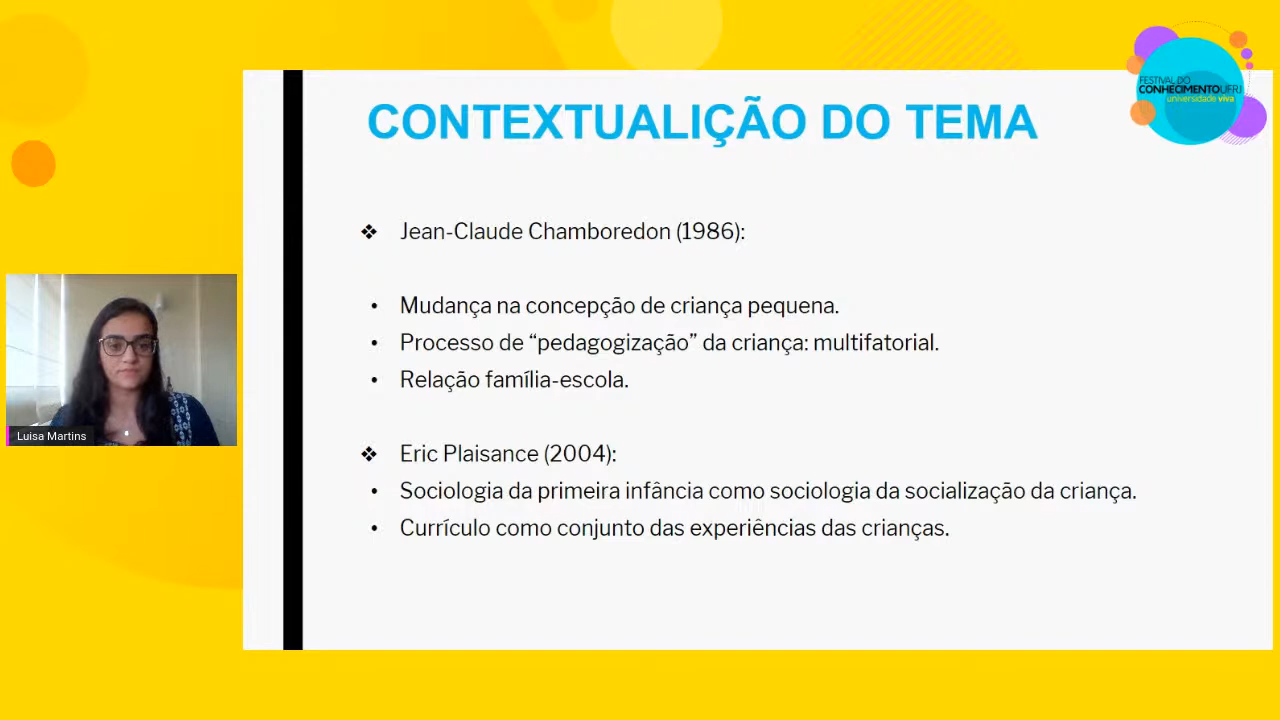 CONTEXTUALIÇÃO DO TEMA
FESTIVAL DO
CONHECIMENTO UFRJ
universidade viva
❖ Jean-Claude Chamboredon (1986):
• Mudança na concepção de criança pequena.
• Processo de “pedagogização” da criança: multifatorial.
• Relação família-escola.
❖ Eric Plaisance (2004):
• Sociologia da primeira infância como sociologia da socialização da criança.
• Currículo como conjunto das experiências das crianças.
Luisa Martins